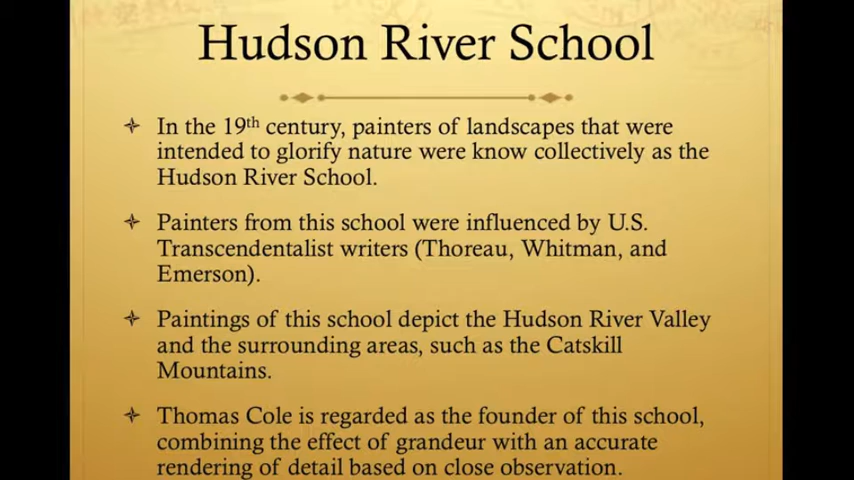 Hudson River School
In the 19th century, painters of landscapes that were
intended to glorify nature were know collectively as the
Hudson River School.
Painters from this school were influenced by U.S.
Transcendentalist writers (Thoreau, Whitman, and
Emerson).
Paintings of this school depict the Hudson River Valley
and the surrounding areas, such as the Catskill
Mountains.
Thomas Cole is regarded as the founder of this school,
combining the effect of grandeur with an accurate
rendering of detail based on close observation.